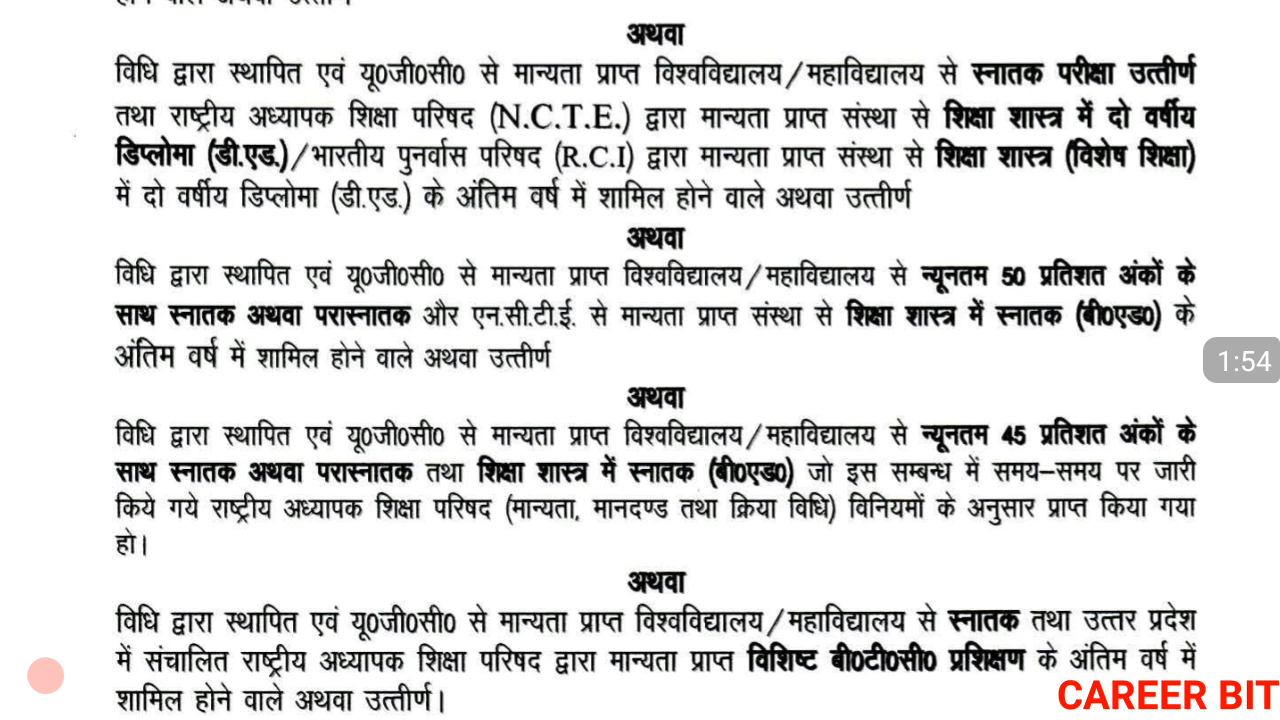 अथवा
विधि द्वारा स्थापित एवं यू0जी0सी0 से मान्यता प्राप्त विश्वविद्यालय/महाविद्यालय से स्नातक परीक्षा उत्तीर्ण
तथा राष्ट्रीय अध्यापक शिक्षा परिषद (N.C.T.E.) द्वारा मान्यता प्राप्त संस्था से शिक्षा शास्त्र में दो वर्षीय
डिप्लोमा (डी.एड.)/भारतीय पुनर्वास परिषद (R.C.I) द्वारा मान्यता प्राप्त संस्था से शिक्षा शास्त्र (विशेष शिक्षा)
में दो वर्षीय डिप्लोमा (डी.एड.) के अंतिम वर्ष में शामिल होने वाले अथवा उत्तीर्ण
अथवा
विधि द्वारा स्थापित एवं यू0जी0सी0 से मान्यता प्राप्त विश्वविद्यालय/महाविद्यालय से न्यूनतम 50 प्रतिशत अंकों के
साथ स्नातक अथवा परास्नातक और एन.सी.टी.ई. से मान्यता प्राप्त संस्था से शिक्षा शास्त्र में स्नातक (बी0एड0) के
अंतिम वर्ष में शामिल होने वाले अथवा उत्तीर्ण
1:54
अथवा
विधि द्वारा स्थापित एवं यू0जी0सी0 से मान्यता प्राप्त विश्वविद्यालय/महाविद्यालय से न्यूनतम 45 प्रतिशत अंकों के
साथ स्नातक अथवा परास्नातक तथा शिक्षा शास्त्र में स्नातक (बी0एड0) जो इस सम्बन्ध में समय–समय पर जारी
किये गये राष्ट्रीय अध्यापक शिक्षा परिषद (मान्यता, मानदण्ड तथा क्रिया विधि) विनियमों के अनुसार प्राप्त किया गया
हो।
अथवा
विधि द्वारा स्थापित एवं यू0जी0सी0 से मान्यता प्राप्त विश्वविद्यालय/महाविद्यालय से स्नातक तथा उत्तर प्रदेश
में संचालित राष्ट्रीय अध्यापक शिक्षा परिषद द्वारा मान्यता प्राप्त विशिष्ट बी0टी0सी0 प्रशिक्षण के अंतिम वर्ष में
शामिल होने वाले अथवा उत्तीर्ण।
CAREER BIT